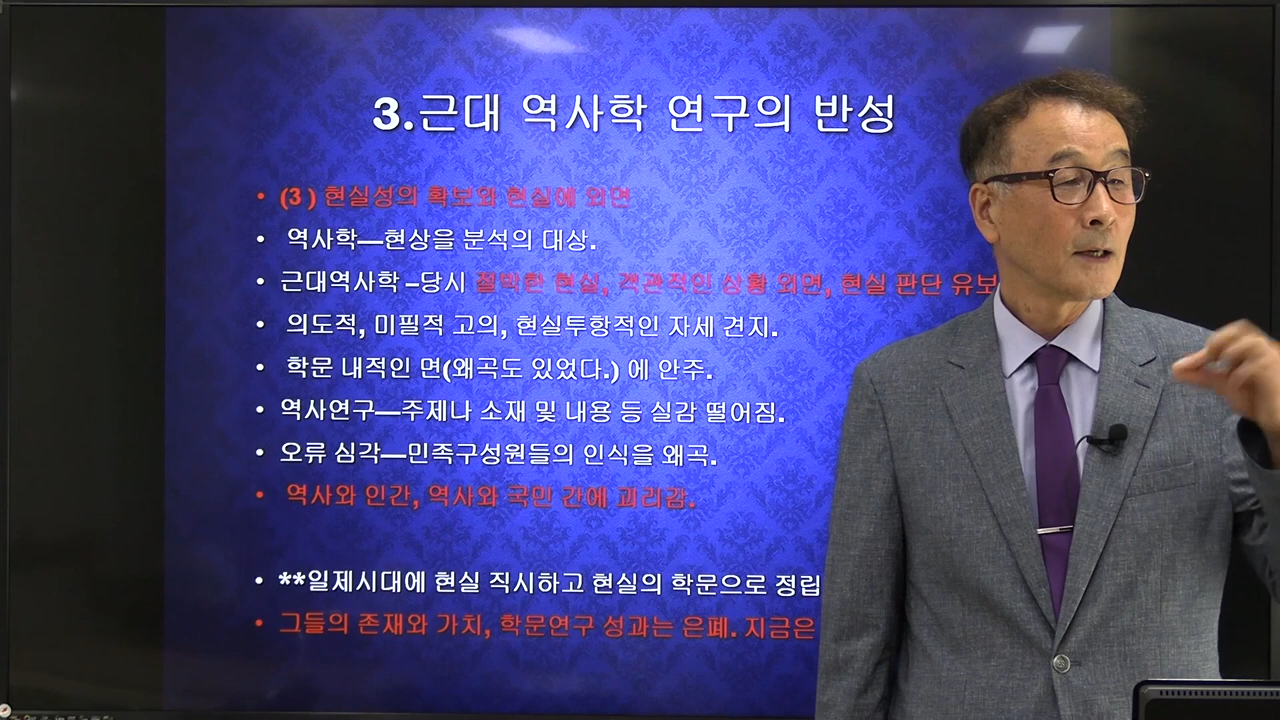 3.근대 역사학 연구의 반성
• (3 ) 현실성의 확보와 현실에 외면
• 역사학—현상을 분석의 대상.
• 근대역사학 –당시 절박한 현실, 객관적인 상황 외면, 현실 판단 유보
• 의도적, 미필적 고의, 현실투항적인 자세 견지.
• 학문 내적인 면(왜곡도 있었다.) 에 안주.
• 역사연구—주제나 소재 및 내용 등 실감 떨어짐.
• 오류 심각—민족구성원들의 인식을 왜곡.
• 역사와 인간, 역사와 국민 간에 괴리감.
• **일제시대에 현실 직시하고 현실의 학문으로 정립
• 그들의 존재와 가치, 학문연구 성과는 은폐. 지금은